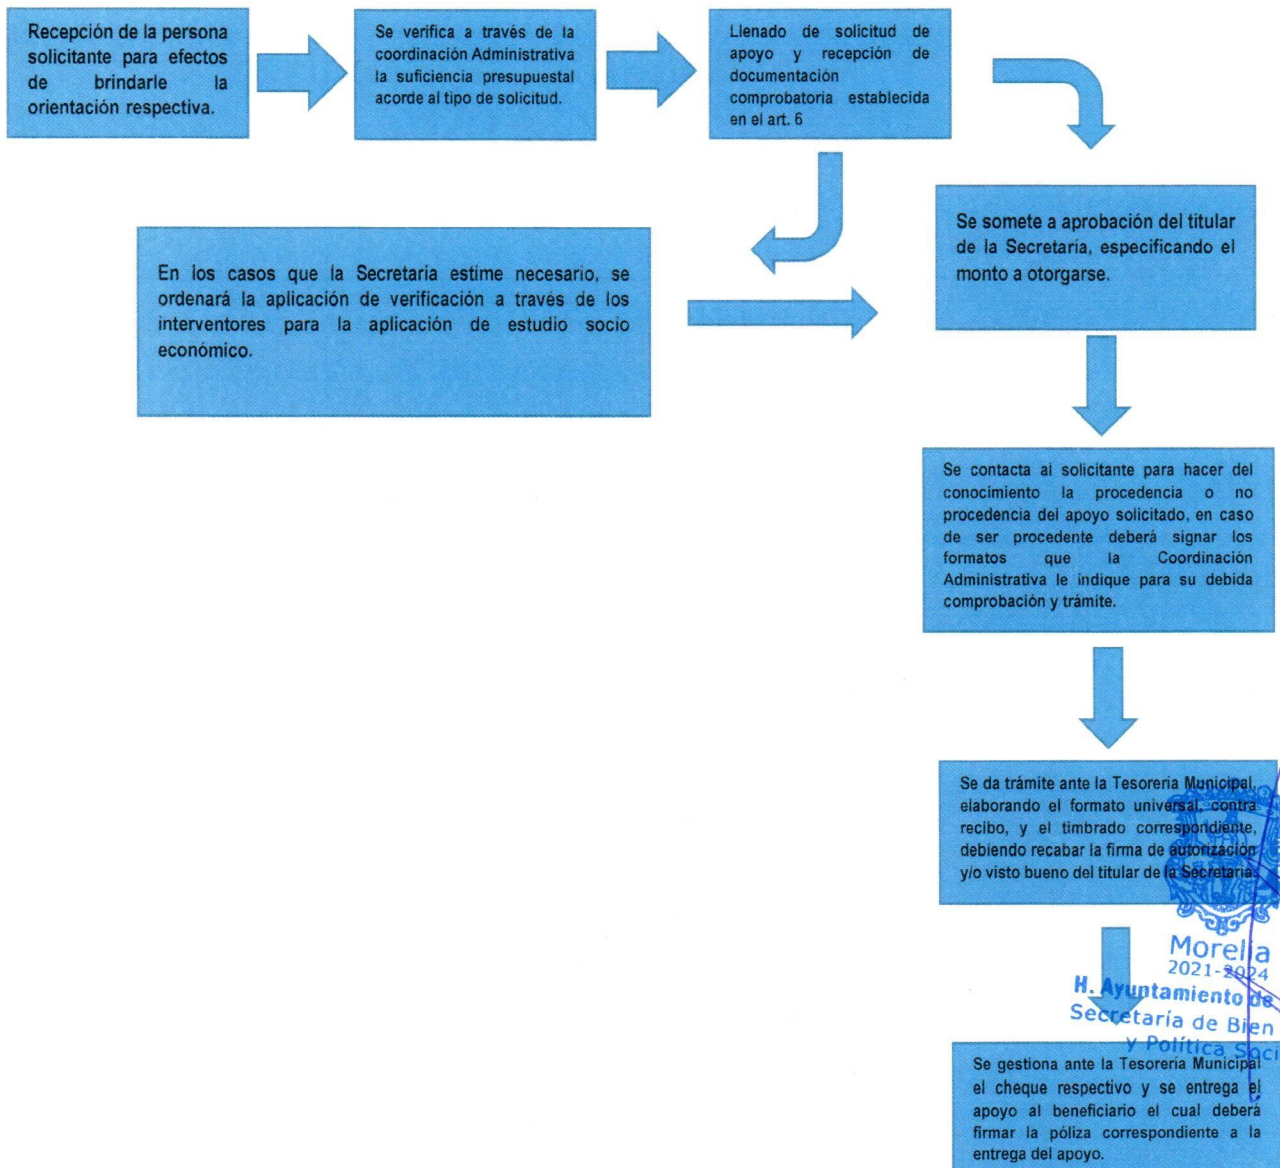 Recepción de la persona
solicitante para efectos
de brindarle la
orientación respectiva.
Se verifica a través de la
coordinación Administrativa
la suficiencia presupuestal
acorde al tipo de solicitud.
Llenado de solicitud de
apoyo y recepción de
documentación
comprobatoria establecida
en el art. 6
En los casos que la Secretaría estime necesario, se
ordenará la aplicación de verificación a través de los
interventores para la aplicación de estudio socio
económico.
Se somete a aprobación del titular
de la Secretaría, especificando el
monto a otorgarse.
Se contacta al solicitante para hacer del
conocimiento la procedencia o no
procedencia del apoyo solicitado, en caso
de ser procedente deberá signar los
formatos que la Coordinación
Administrativa le indique para su debida
comprobación y trámite.
Se da trámite ante la Tesorería Municipal,
elaborando el formato universal, contra
recibo, y el timbrado correspondiente,
debiendo recabar la firma de autorización
y/o visto bueno del titular de la Secretaría.
Morelia
2021-2024
H. Ayuntamiento de
Secretaría de Bien
y Política Soci
Se gestiona ante la Tesorería Municipal
el cheque respectivo y se entrega el
apoyo al beneficiario el cual deberá
firmar la póliza correspondiente a la
entrega del apoyo.